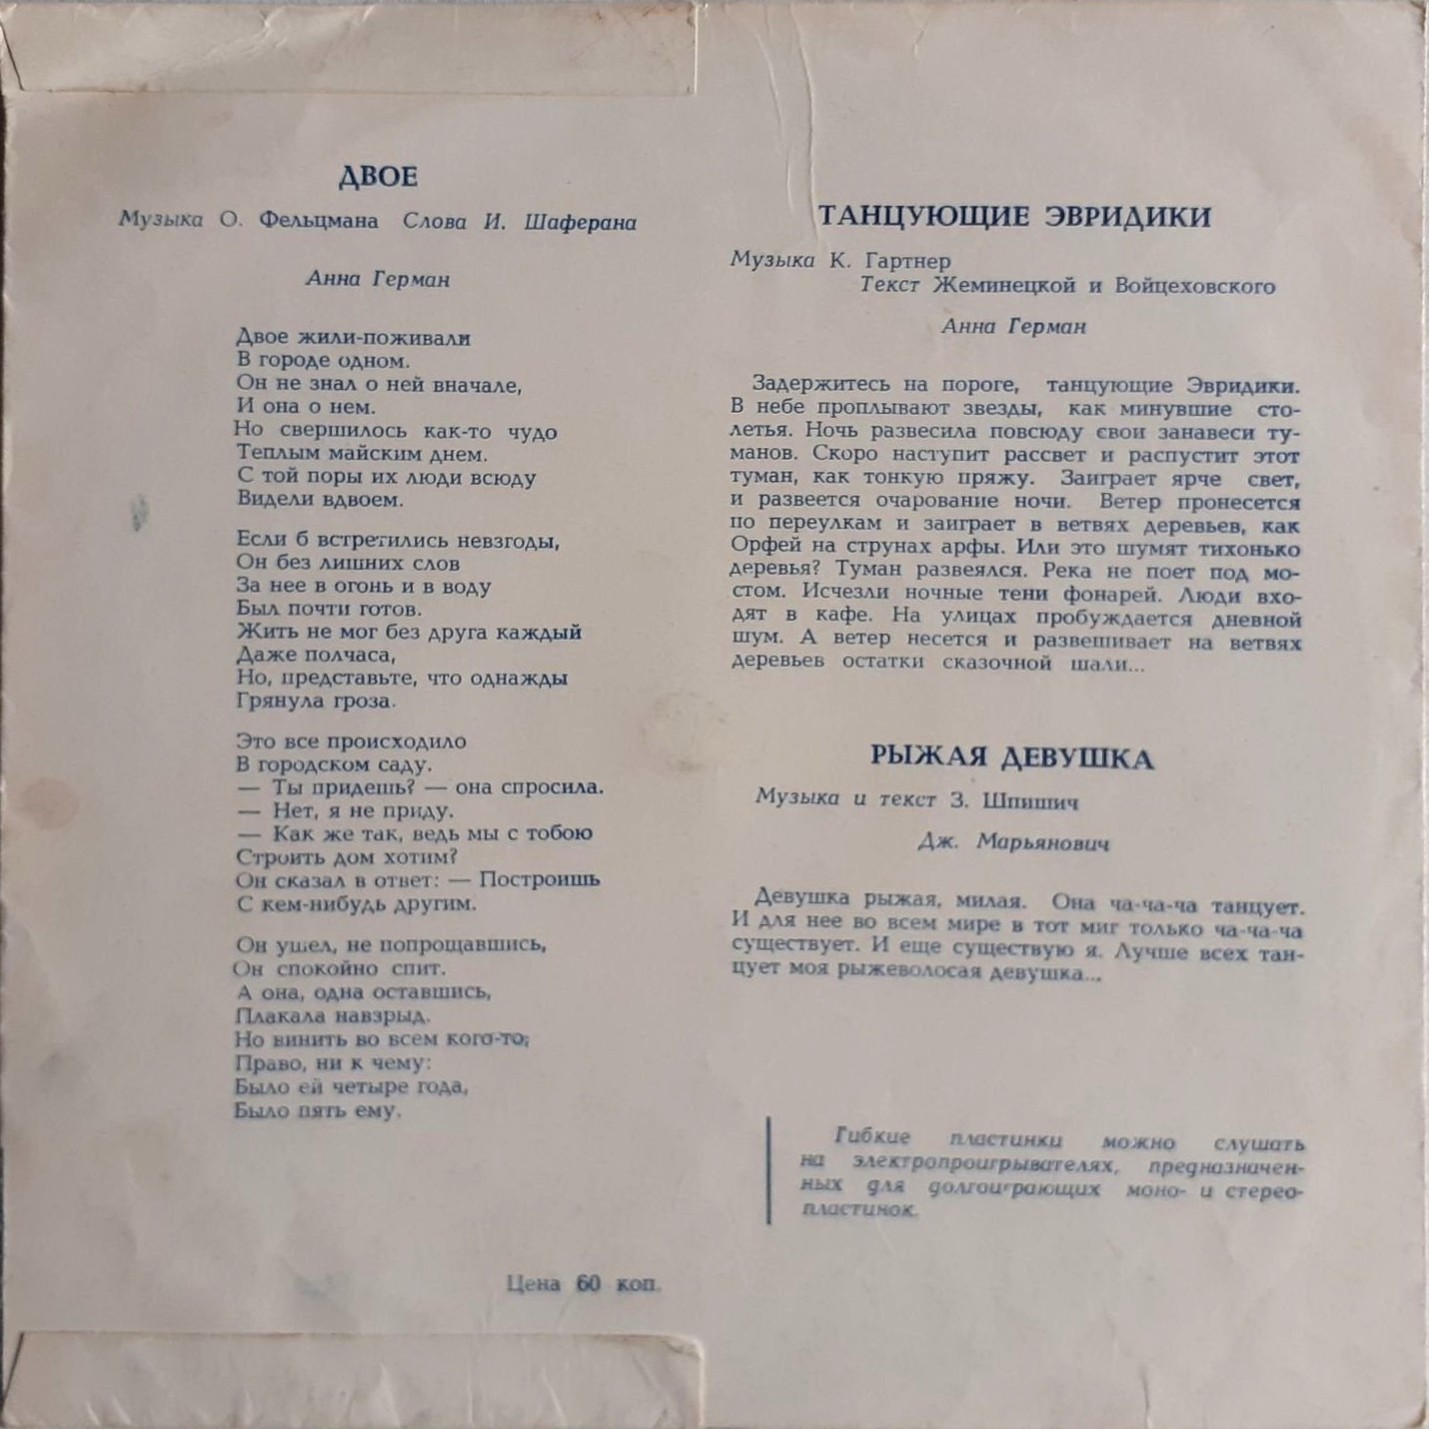 ДВОЕ
Музыка О. Фельцмана Слова И. Шаферана
Анна Герман
Двое жили-поживали
В городе одном.
Он не знал о ней вначале,
И она о нем.
Но свершилось как-то чудо
Теплым майским днем.
С той поры их люди всюду
Видели вдвоем.
Если б встретились невзгоды,
Он без лишних слов
За нее в огонь и в воду
Был почти готов.
Жить не мог без друга каждый
Даже полчаса,
Но, представьте, что однажды
Грянула гроза.
Это все происходило
В городском саду.
— Ты придешь? — она спросила.
— Нет, я не приду.
— Как же так, ведь мы с тобою
Строить дом хотим?
Он сказал в ответ: — Построишь
С кем-нибудь другим.
Он ушел, не попрощавшись,
Он спокойно спит.
А она, одна оставшись,
Плакала навзрыд.
Но винить во всем кого-то,
Право, ни к чему:
Было ей четыре года,
Было пять ему.
Цена 60 коп.
ТАНЦУЮЩИЕ ЭВРИДИКИ
Музыка К. Гартнер
Текст Жеминецкой и Войцеховского
Анна Герман
Задержитесь на пороге, танцующие Эвридики.
В небе проплывают звезды, как минувшие сто-
летья. Ночь развесила повсюду свои занавеси ту-
манов. Скоро наступит рассвет и распустит этот
туман, как тонкую пряжу. Заиграет ярче свет,
и развеется очарование ночи. Ветер пронесется
по переулкам и заиграет в ветвях деревьев, как
Орфей на струнах арфы. Или это шумят тихонько
деревья? Туман развеялся. Река не поет под мо-
стом. Исчезли ночные тени фонарей. Люди вхо-
дят в кафе. На улицах пробуждается дневной
шум. А ветер несется и развешивает на ветвях
деревьев остатки сказочной шали...
РЫЖАЯ ДЕВУШКА
Музыка и текст З. Шпишич
Дж. Марьянович
Девушка рыжая, милая. Она ча-ча-ча танцует.
И для нее во всем мире в тот миг только ча-ча-ча
существует. И еще существую я. Лучше всех тан-
цует моя рыжеволосая девушка...
Гибкие пластинки можно слушать
на электропроигрывателях, предназначен-
ных для долгоиграющих моно- и стерео-
пластинок.